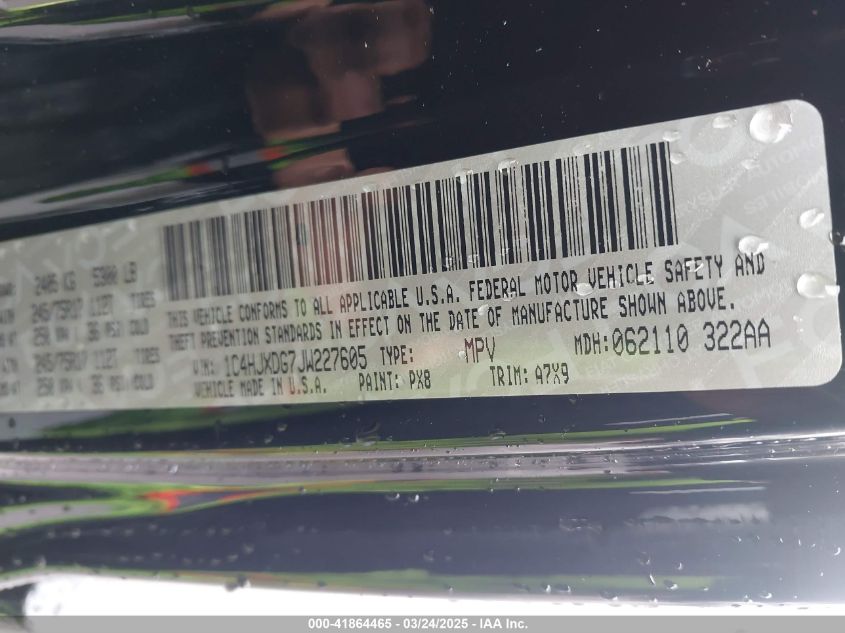 2405 KG 5300 LB
245/75R17 112T TIRES
250 KPA / 36 PSI COLD
245/75R17 112T TIRES
250 KPA / 36 PSI COLD
THIS VEHICLE CONFORMS TO ALL APPLICABLE U.S.A. FEDERAL MOTOR VEHICLE SAFETY AND
THEFT PREVENTION STANDARDS IN EFFECT ON THE DATE OF MANUFACTURE SHOWN ABOVE.
VIN: 1C4HJXDG7JW227605 TYPE: MPV MDH: 062110 322AA
VEHICLE MADE IN U.S.A. PAINT: PX8 TRIM: A7X9
000-41864465 - 03/24/2025 - IAA Inc.